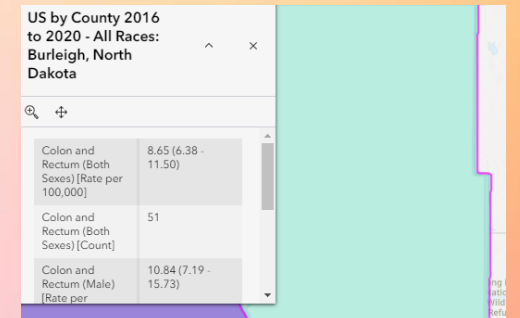 US by County 2016
to 2020 - All Races:
Burleigh, North
Dakota
Colon and
Rectum (Both
Sexes) [Rate per
100,000]
8.65 (6.38 -
11.50)
Colon and
Rectum (Both
Sexes) [Count]
51
Colon and
Rectum (Male)
[Rate per
10.84 (7.19 -
15.73)